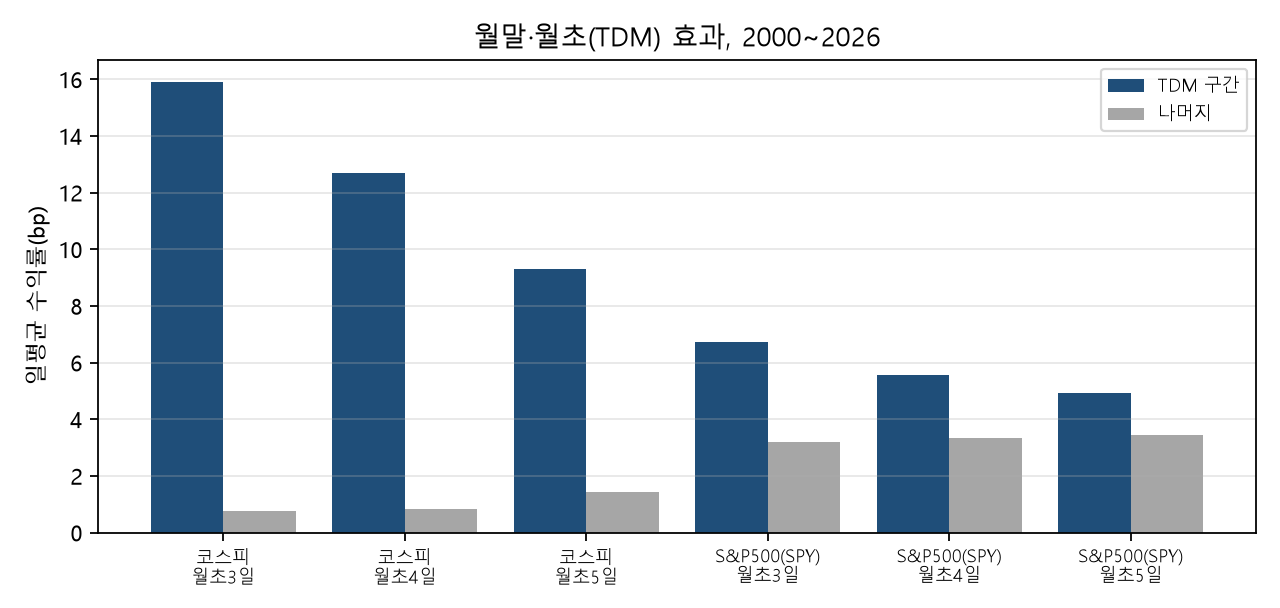 월말·월초(TDM) 효과, 2000~2026
TDM 구간
나머지
일평균 수익률(bp)
16
14
12
10
8
6
4
2
0
코스피
월초3일
코스피
월초4일
코스피
월초5일
S&P500(SPY)
월초3일
S&P500(SPY)
월초4일
S&P500(SPY)
월초5일